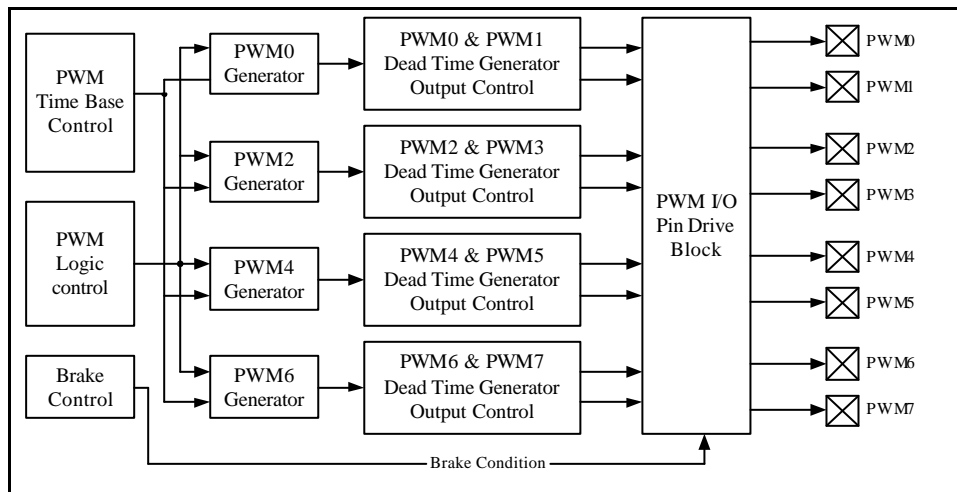 PWM
Time Base
Control
PWM
Logic
control
Brake
Control
PWM0
Generator
PWM2
Generator
PWM4
Generator
PWM6
Generator
PWM0 & PWM1
Dead Time Generator
Output Control
PWM2 & PWM3
Dead Time Generator
Output Control
PWM4 & PWM5
Dead Time Generator
Output Control
PWM6 & PWM7
Dead Time Generator
Output Control
PWM I/O
Pin Drive
Block
PWM0
PWM1
PWM2
PWM3
PWM4
PWM5
PWM6
PWM7
Brake Condition